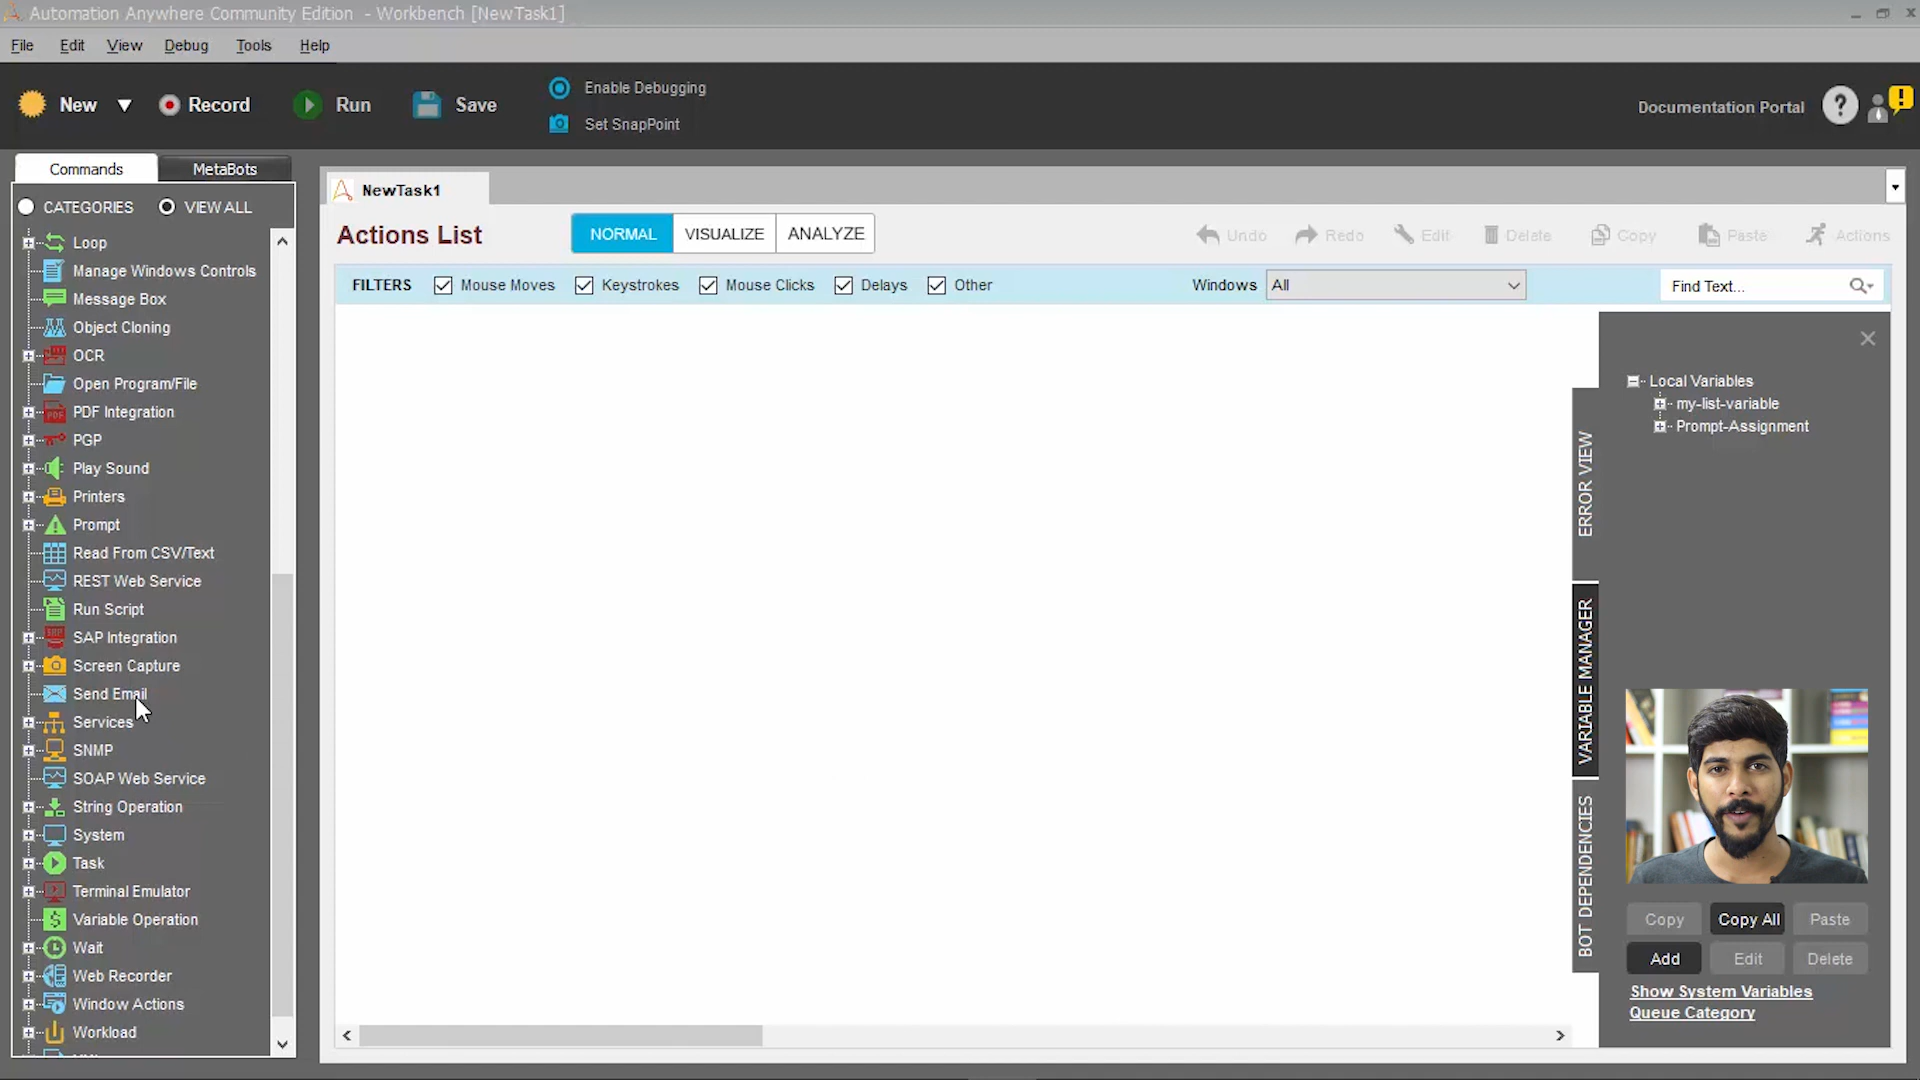 Automation Anywhere Community Edition - Workbench [NewTask1]
File Edit View Debug Tools Help
New Record Run Save
Enable Debugging
Set SnapPoint
Documentation Portal
Commands MetaBots
CATEGORIES VIEW ALL
Loop
Manage Windows Controls
Message Box
Object Cloning
OCR
Open Program/File
PDF Integration
PGP
Play Sound
Printers
Prompt
Read From CSV/Text
REST Web Service
Run Script
SAP Integration
Screen Capture
Send Email
Services
SNMP
SOAP Web Service
String Operation
System
Task
Terminal Emulator
Variable Operation
Wait
Web Recorder
Window Actions
Workload
NewTask1
Actions List NORMAL VISUALIZE ANALYZE
Undo Redo Edit Delete Copy Paste Actions
FILTERS Mouse Moves Keystrokes Mouse Clicks Delays Other Windows All Find Text...
ERROR VIEW
VARIABLE MANAGER
BOT DEPENDENCIES
Local Variables
my-list-variable
Prompt-Assignment
Copy Copy All Paste
Add Edit Delete
Show System Variables
Queue Category